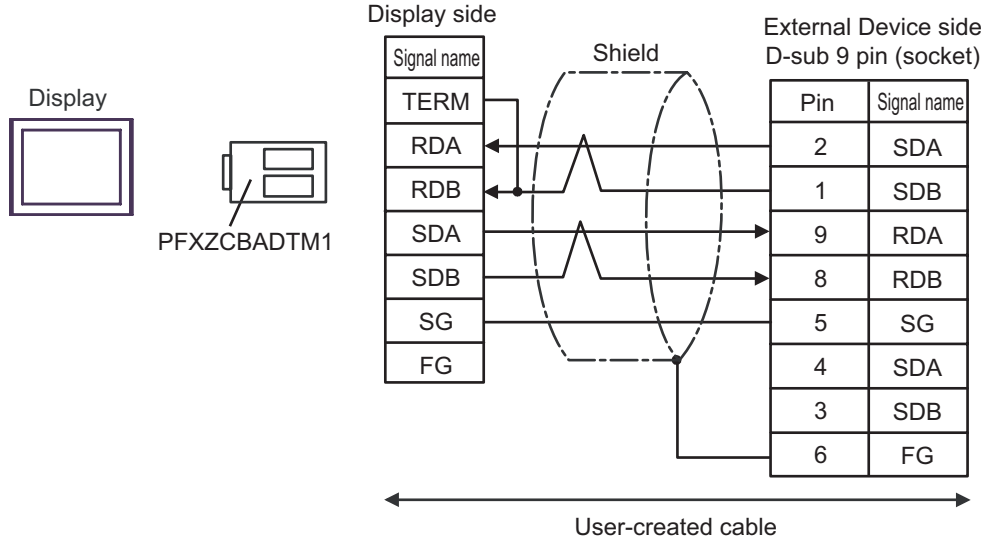 Display
PFXZCBADTM1
Display side
Signal name
TERM
RDA
RDB
SDA
SDB
SG
FG
Shield
External Device side
D-sub 9 pin (socket)
Pin Signal name
2 SDA
1 SDB
9 RDA
8 RDB
5 SG
4 SDA
3 SDB
6 FG
User-created cable